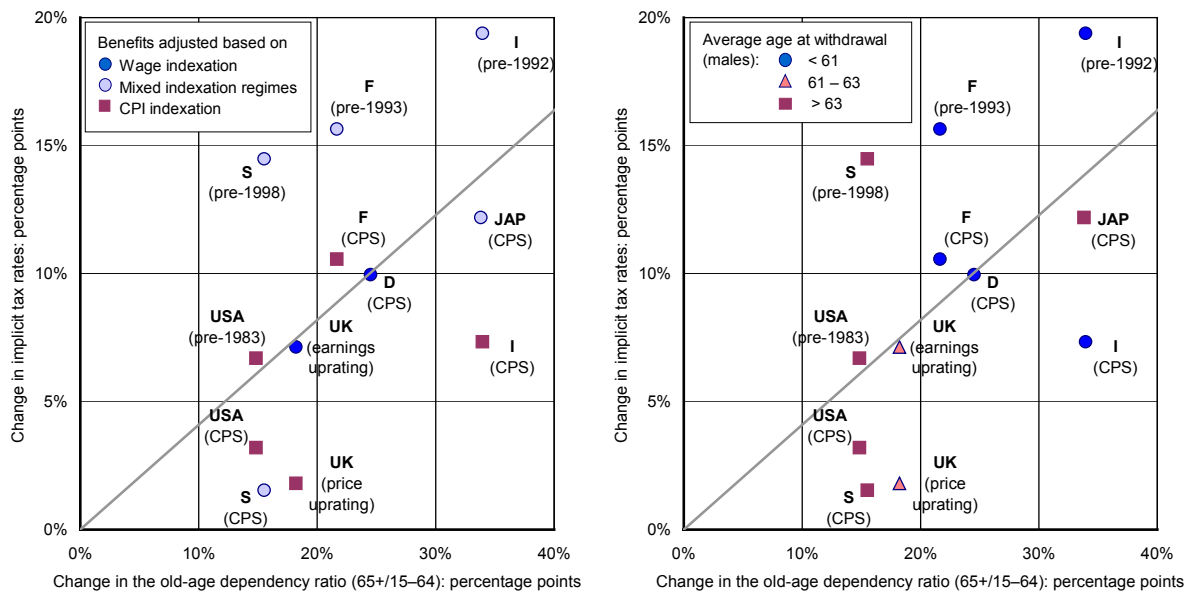 Change in implicit tax rates: percentage points
20%
15%
10%
5%
0%
Benefits adjusted based on
Wage indexation
Mixed indexation regimes
CPI indexation
I
(pre-1992)
F
(pre-1993)
S
(pre-1998)
F
(CPS)
JAP
(CPS)
D
(CPS)
USA
(pre-1983)
UK
(earnings
uprating)
I
(CPS)
USA
(CPS)
UK
(price
uprating)
S
(CPS)
0%
10%
20%
30%
40%
Change in the old-age dependency ratio (65+/15–64): percentage points
Change in implicit tax rates: percentage points
20%
15%
10%
5%
0%
Average age at withdrawal
(males):
< 61
61 – 63
> 63
I
(pre-1992)
F
(pre-1993)
S
(pre-1998)
F
(CPS)
JAP
(CPS)
D
(CPS)
USA
(pre-1983)
UK
(earnings
uprating)
I
(CPS)
USA
(CPS)
UK
(price
uprating)
S
(CPS)
0%
10%
20%
30%
40%
Change in the old-age dependency ratio (65+/15–64): percentage points